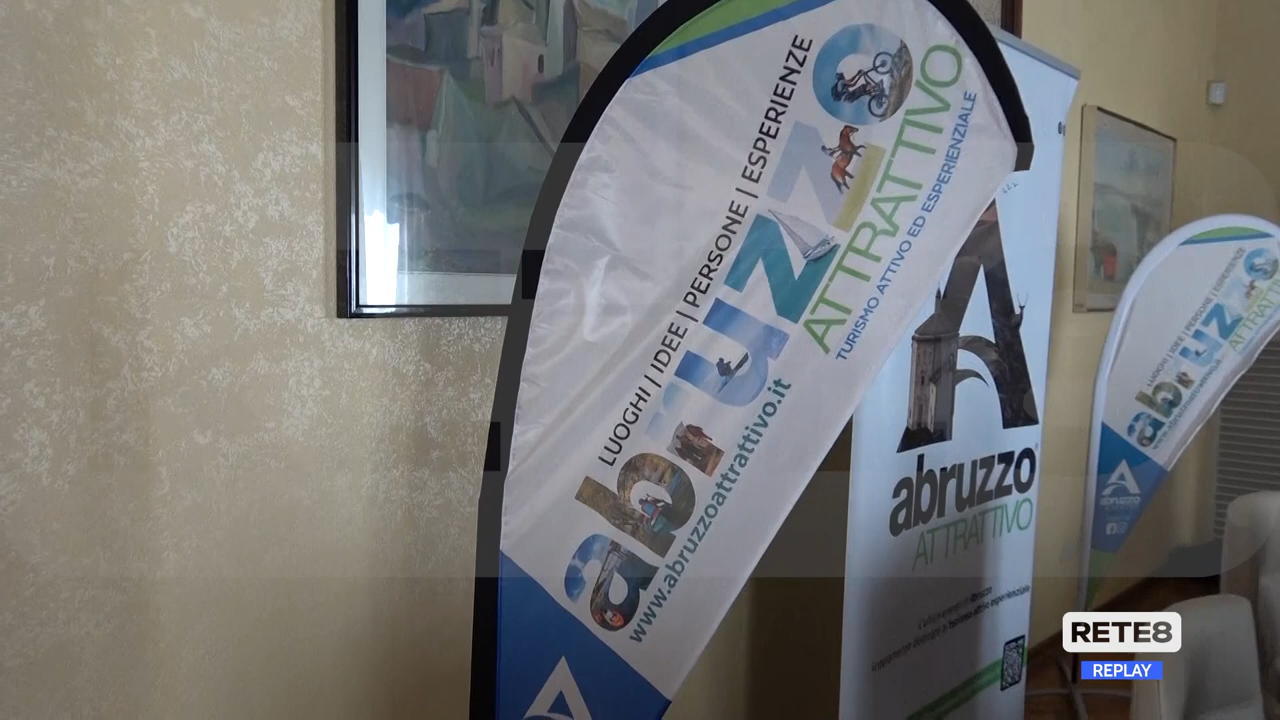 LUOGHI | IDEE | PERSONE | ESPERIENZE
abruzzo
ATTRATTIVO
TURISMO ATTIVO ED ESPERIENZIALE
www.abruzzoattrattivo.it
abruzzo
ATTRATTIVO
LUOGHI | IDEE | PERSONE | ESPERIENZE
abruzzo
abruzzo
RETE8
REPLAY